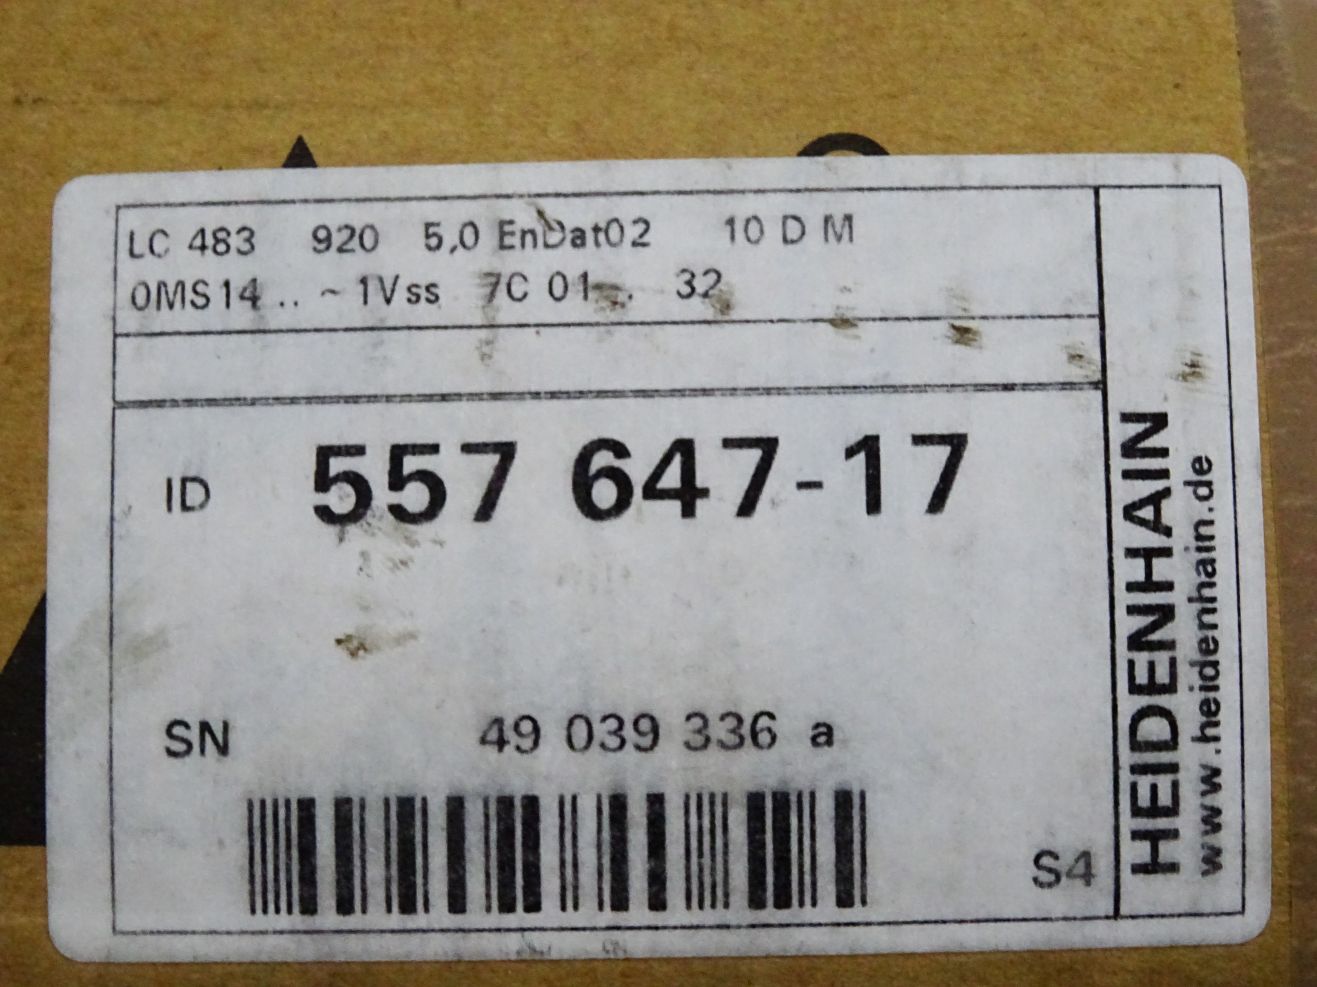 LC 483 920 5,0 EnDat02 10 D M
0MS14 .. ~ 1Vss 7C 01 .. 32
ID 557 647-17
SN 49 039 336 a
S4
HEIDENHAIN
www.heidenhain.de